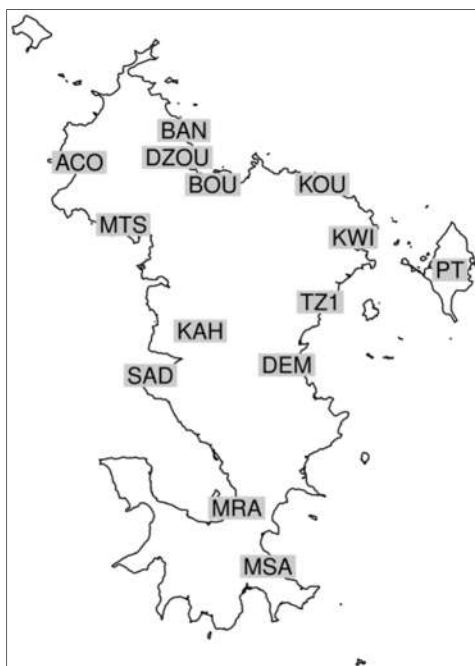 BAN
DZOU
ACO
BOU
KOU
MTS
KWI
PT
TZ1
KAH
DEM
SAD
MRA
MSA